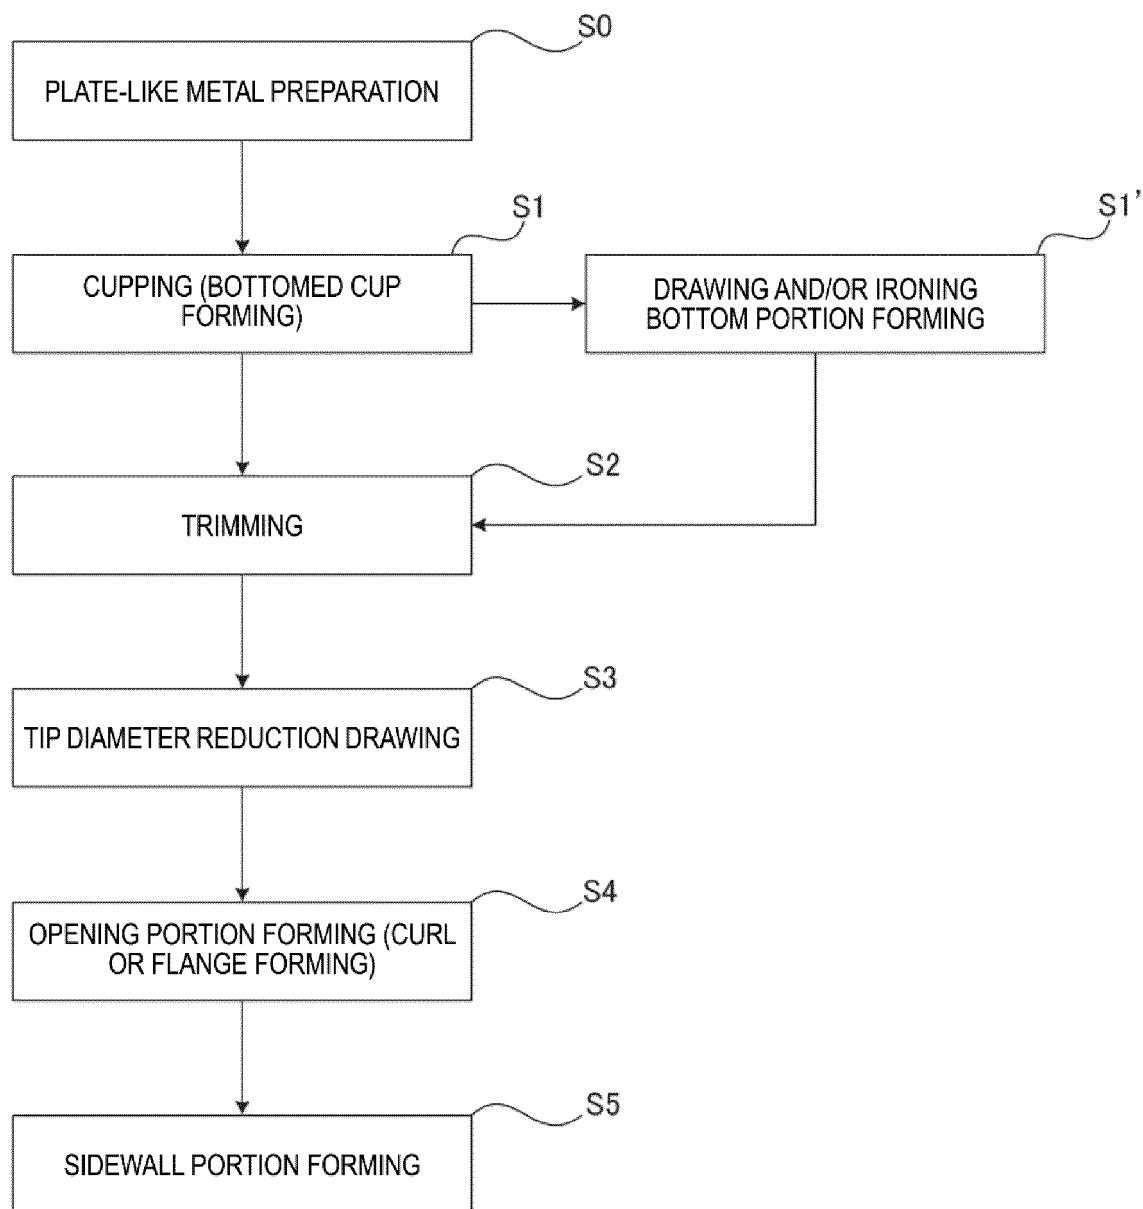 S0
PLATE-LIKE METAL PREPARATION
S1
CUPPING (BOTTOMED CUP
FORMING)
S1'
DRAWING AND/OR IRONING
BOTTOM PORTION FORMING
S2
TRIMMING
S3
TIP DIAMETER REDUCTION DRAWING
S4
OPENING PORTION FORMING (CURL
OR FLANGE FORMING)
S5
SIDEWALL PORTION FORMING